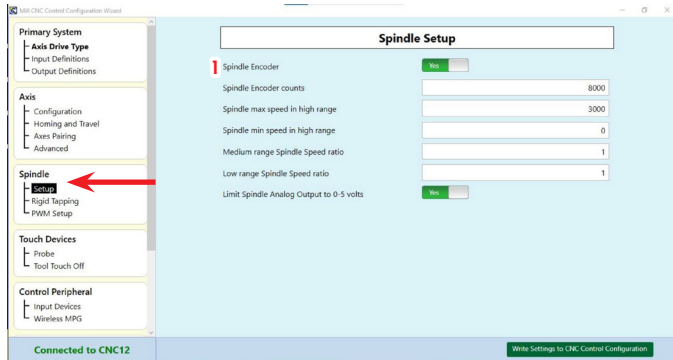 Mill CNC Control Configuration Wizard
Primary System
Axis Drive Type
Input Definitions
Output Definitions
Axis
Configuration
Homing and Travel
Axes Pairing
Advanced
Spindle
Setup
Rigid Tapping
PWM Setup
Touch Devices
Probe
Tool Touch Off
Control Peripheral
Input Devices
Wireless MPG
Connected to CNC12
Spindle Setup
1 Spindle Encoder Yes
Spindle Encoder counts 8000
Spindle max speed in high range 3000
Spindle min speed in high range 0
Medium range Spindle Speed ratio 1
Low range Spindle Speed ratio 1
Limit Spindle Analog Output to 0-5 volts Yes
Write Settings to CNC Control Configuration